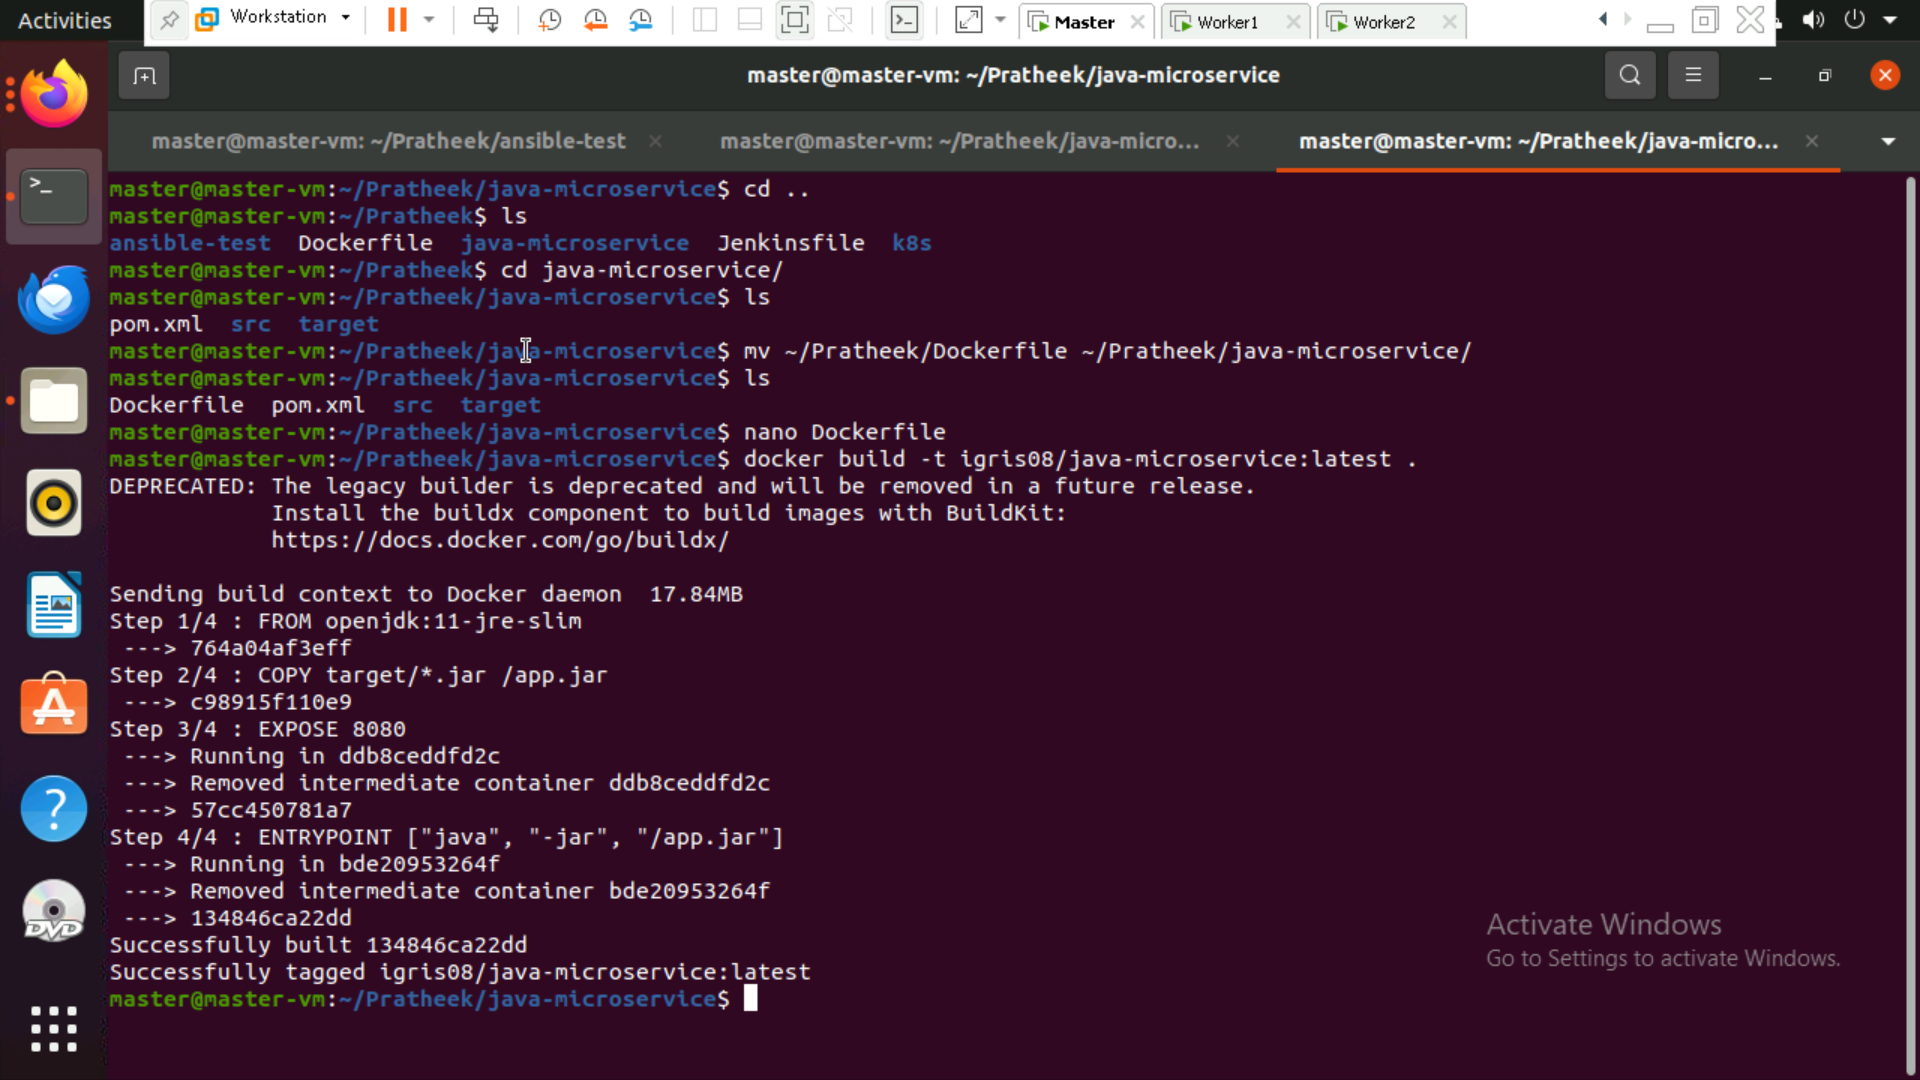 Activities
Workstation
Master
Worker1
Worker2
master@master-vm: ~/Pratheek/java-microservice
master@master-vm: ~/Pratheek/ansible-test
master@master-vm: ~/Pratheek/java-micro...
master@master-vm: ~/Pratheek/java-micro...
master@master-vm:~/Pratheek/java-microservice$ cd ..
master@master-vm:~/Pratheek$ ls
ansible-test  Dockerfile  java-microservice  Jenkinsfile  k8s
master@master-vm:~/Pratheek$ cd java-microservice/
master@master-vm:~/Pratheek/java-microservice$ ls
pom.xml  src  target
master@master-vm:~/Pratheek/java-microservice$ mv ~/Pratheek/Dockerfile ~/Pratheek/java-microservice/
master@master-vm:~/Pratheek/java-microservice$ ls
Dockerfile  pom.xml  src  target
master@master-vm:~/Pratheek/java-microservice$ nano Dockerfile
master@master-vm:~/Pratheek/java-microservice$ docker build -t igris08/java-microservice:latest .
DEPRECATED: The legacy builder is deprecated and will be removed in a future release.
            Install the buildx component to build images with BuildKit:
            https://docs.docker.com/go/buildx/
Sending build context to Docker daemon  17.84MB
Step 1/4 : FROM openjdk:11-jre-slim
 ---> 764a04af3eff
Step 2/4 : COPY target/*.jar /app.jar
 ---> c98915f110e9
Step 3/4 : EXPOSE 8080
 ---> Running in ddb8ceddfd2c
 ---> Removed intermediate container ddb8ceddfd2c
 ---> 57cc450781a7
Step 4/4 : ENTRYPOINT ["java", "-jar", "/app.jar"]
 ---> Running in bde20953264f
 ---> Removed intermediate container bde20953264f
 ---> 134846ca22dd
Successfully built 134846ca22dd
Successfully tagged igris08/java-microservice:latest
master@master-vm:~/Pratheek/java-microservice$
Activate Windows
Go to Settings to activate Windows.
DVD